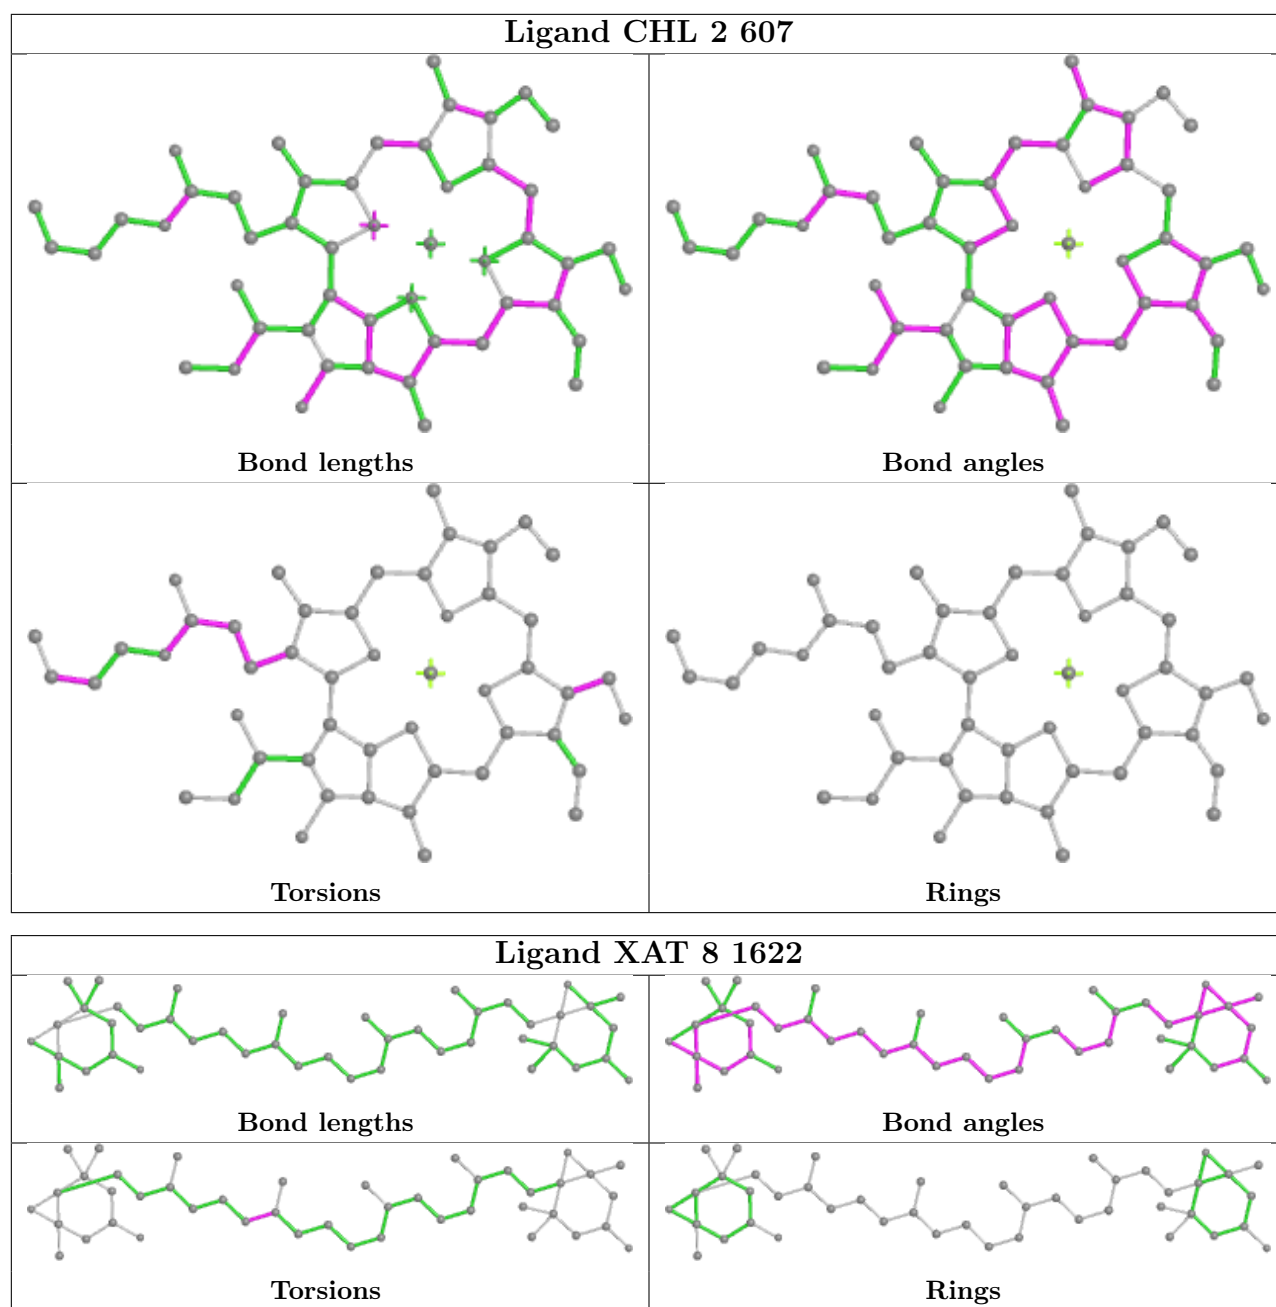 Ligand CHL 2 607
Bond lengths
Bond angles
Torsions
Rings
Ligand XAT 8 1622
Bond lengths
Bond angles
Torsions
Rings